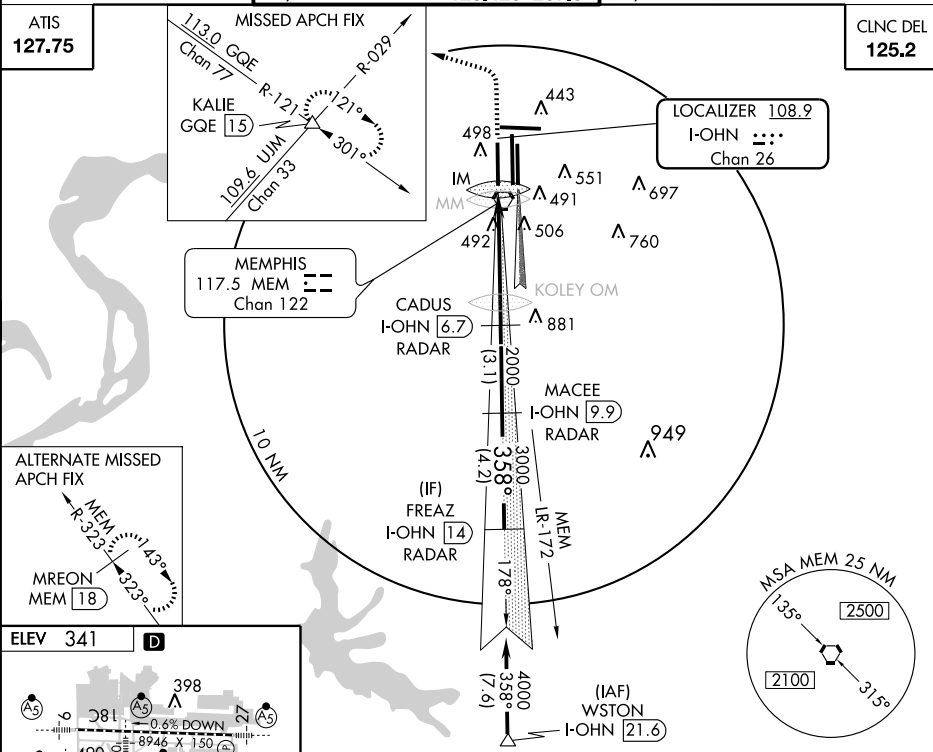 ATIS
127.75
MISSED APCH FIX
113.0 GQE
Chan 77
R-121
R-029
KALIE
GQE 15
121°
301°
109.6 UJM
Chan 33
CLNC DEL
125.2
LOCALIZER 108.9
I-OHN
Chan 26
443
498
551
697
IM
491
MM
492
506
760
MEMPHIS
117.5 MEM
Chan 122
KOLEY OM
CADUS
I-OHN 6.7
RADAR
881
2000
(3.1)
MACEE
I-OHN 9.9
RADAR
949
10 NM
3000
358°
(4.2)
MEM
LR-172
(IF)
FREAZ
I-OHN 14
RADAR
178°
ALTERNATE MISSED
APCH FIX
MEM
R-323
143°
323°
MREON
MEM 18
MSA MEM 25 NM
135°
2500
2100
315°
4000
358°
(7.6)
(IAF)
WSTON
I-OHN 21.6
ELEV 341
D
398
A5
9
18C
A5
27
A5
0.6% DOWN
8946 X 150
P